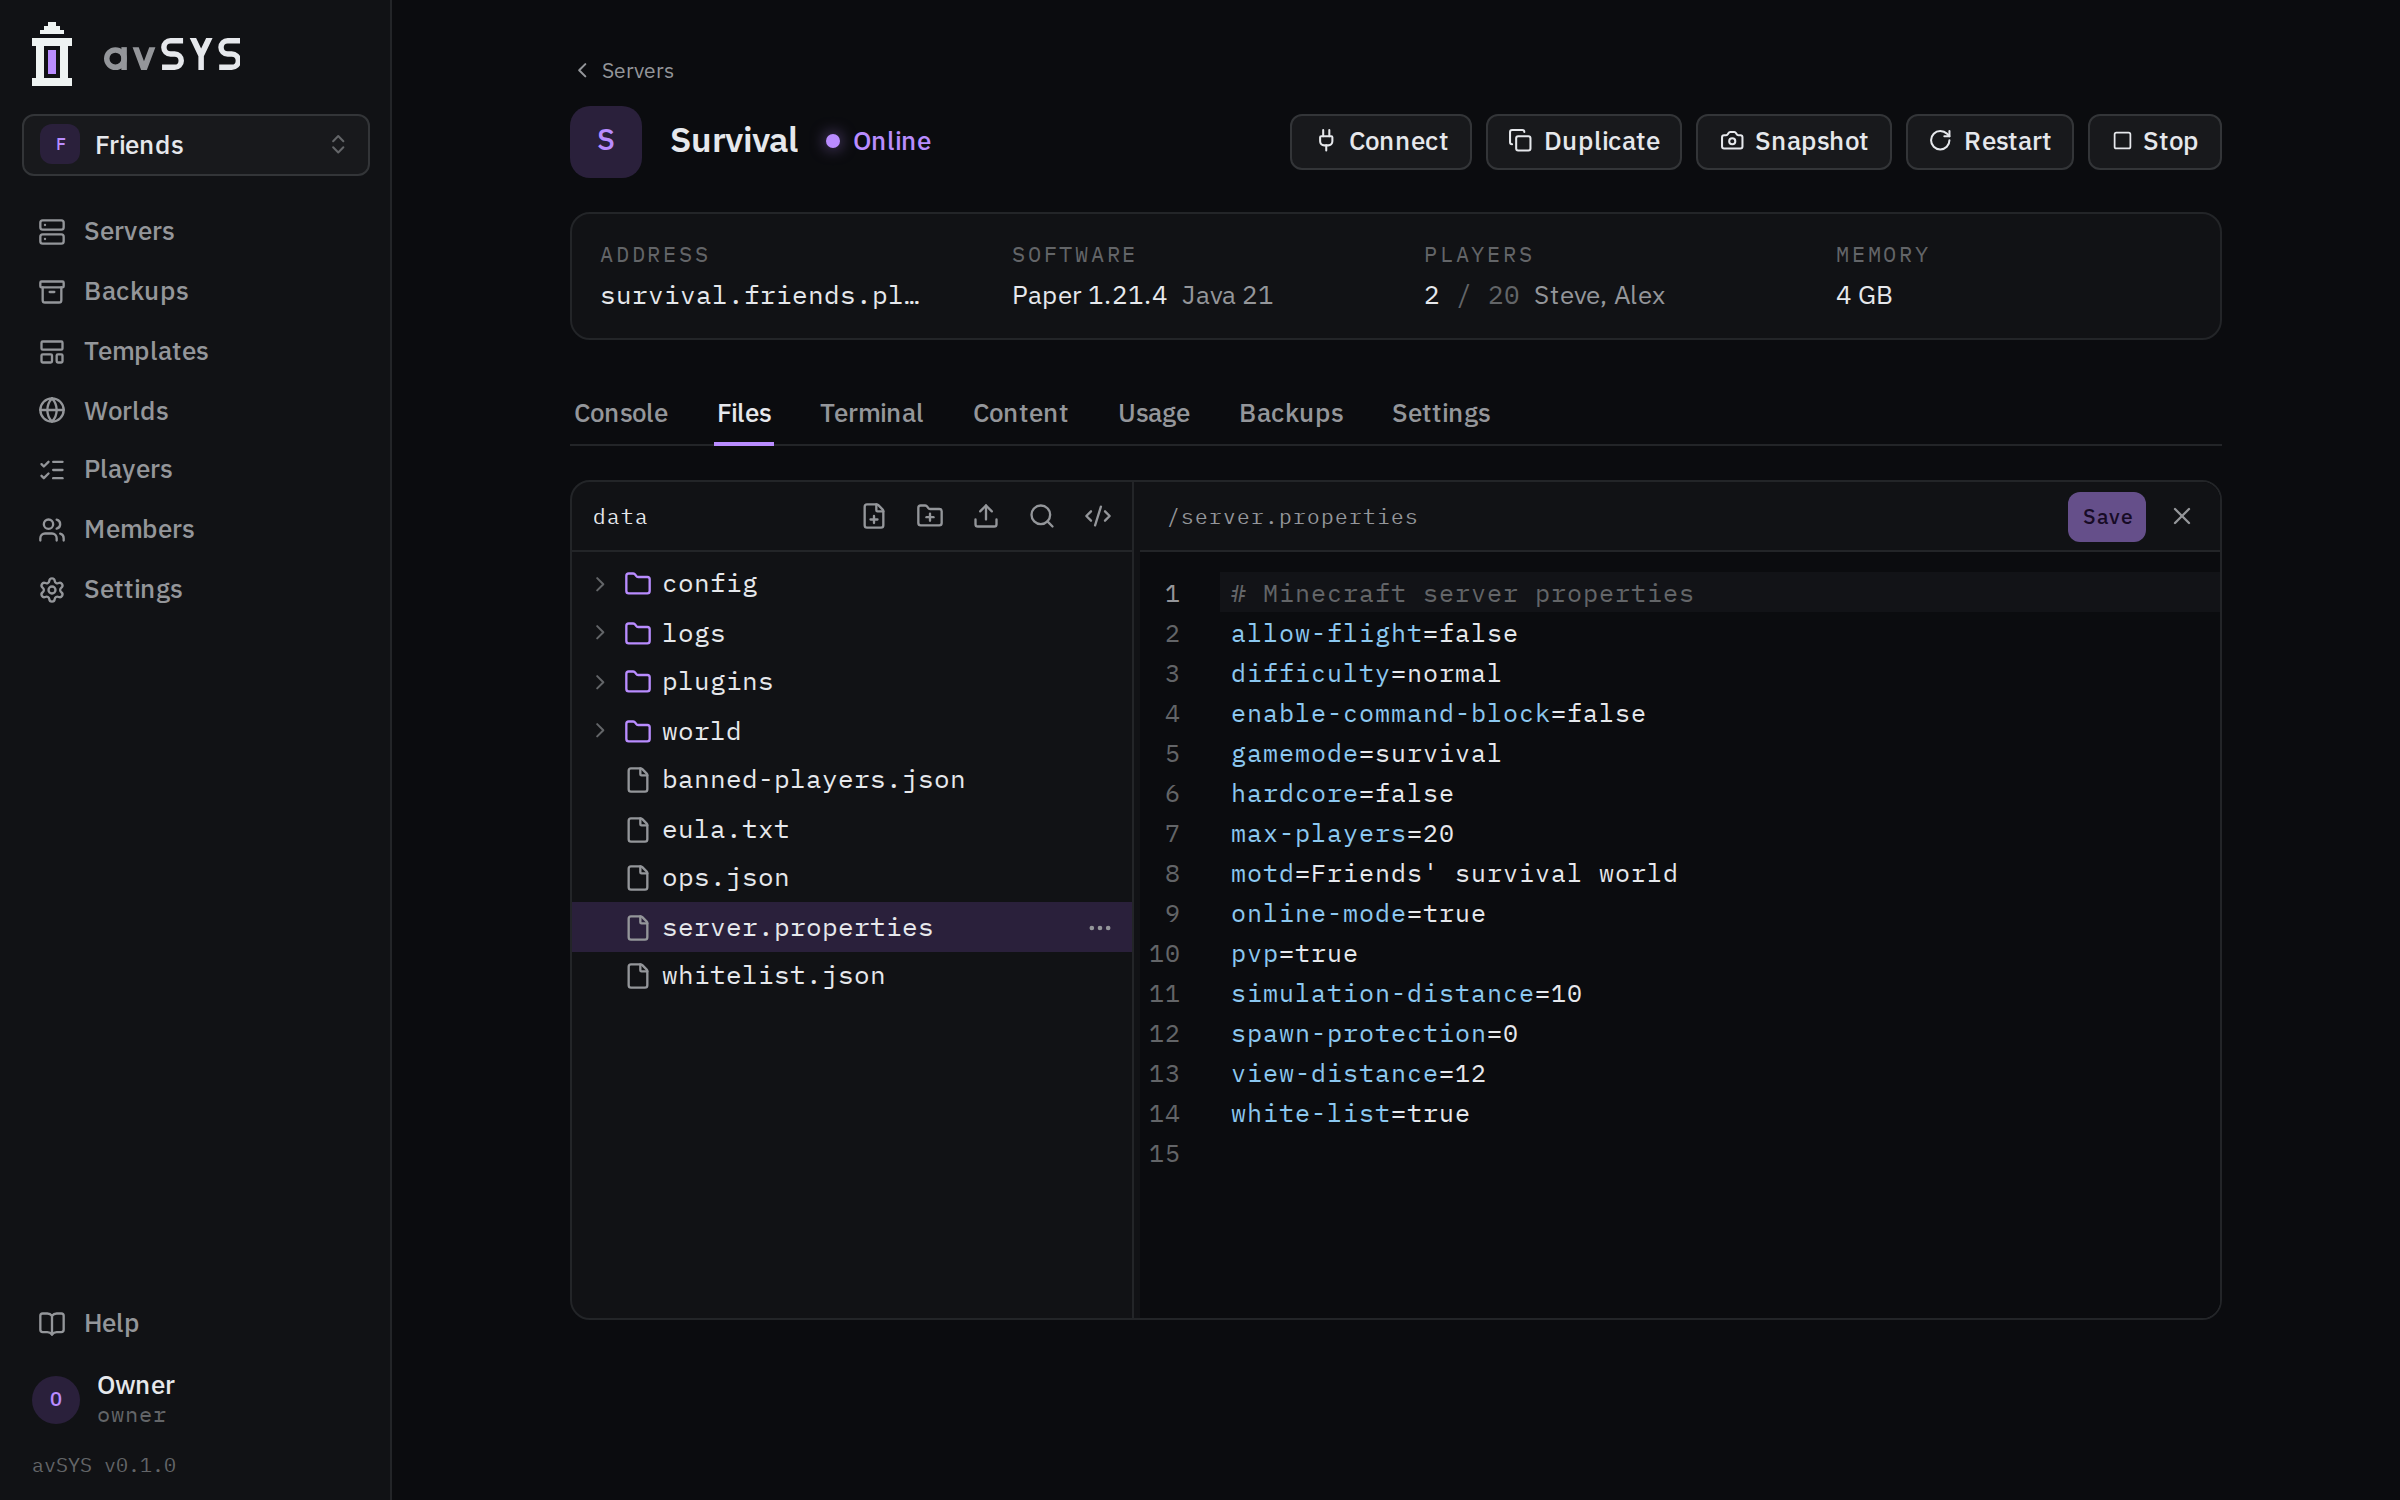 avSYS
F Friends
Servers
Backups
Templates
Worlds
Players
Members
Settings
Help
O Owner
owner
avSYS v0.1.0
Servers
S Survival Online
Connect Duplicate Snapshot Restart Stop
ADDRESS SOFTWARE PLAYERS MEMORY
survival.friends.pl… Paper 1.21.4 Java 21 2 / 20 Steve, Alex 4 GB
Console Files Terminal Content Usage Backups Settings
data
config
logs
plugins
world
banned-players.json
eula.txt
ops.json
server.properties
whitelist.json
/server.properties Save
1 # Minecraft server properties
2 allow-flight=false
3 difficulty=normal
4 enable-command-block=false
5 gamemode=survival
6 hardcore=false
7 max-players=20
8 motd=Friends' survival world
9 online-mode=true
10 pvp=true
11 simulation-distance=10
12 spawn-protection=0
13 view-distance=12
14 white-list=true
15